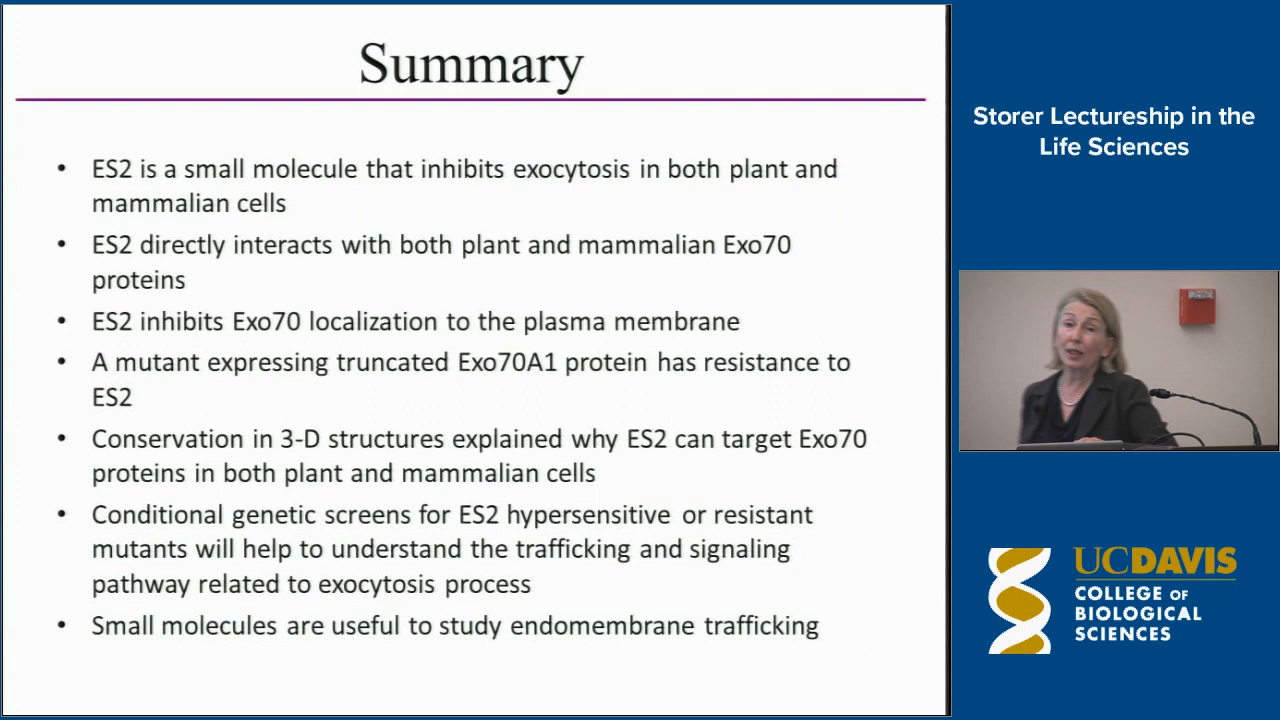 Summary
• ES2 is a small molecule that inhibits exocytosis in both plant and
mammalian cells
• ES2 directly interacts with both plant and mammalian Exo70
proteins
• ES2 inhibits Exo70 localization to the plasma membrane
• A mutant expressing truncated Exo70A1 protein has resistance to
ES2
• Conservation in 3-D structures explained why ES2 can target Exo70
proteins in both plant and mammalian cells
• Conditional genetic screens for ES2 hypersensitive or resistant
mutants will help to understand the trafficking and signaling
pathway related to exocytosis process
• Small molecules are useful to study endomembrane trafficking
Storer Lectureship in the
Life Sciences
UCDAVIS
COLLEGE OF
BIOLOGICAL
SCIENCES